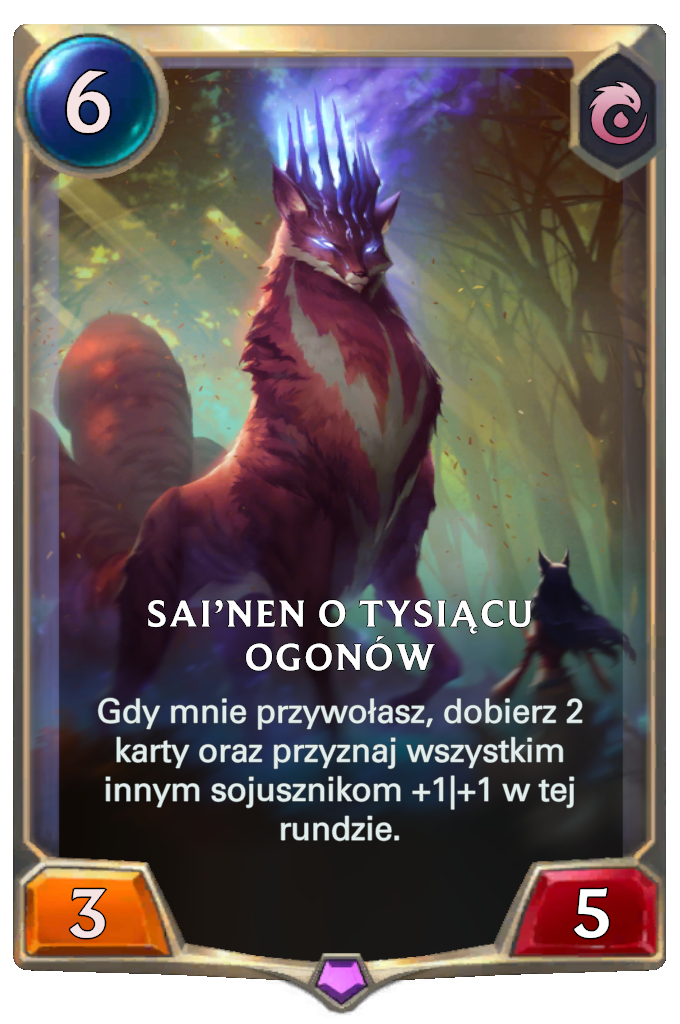 6
SAI’NEN O TYSIĄCU
OGONÓW
Gdy mnie przywołasz, dobierz 2
karty oraz przyznaj wszystkim
innym sojusznikom +1|+1 w tej
rundzie.
3
5